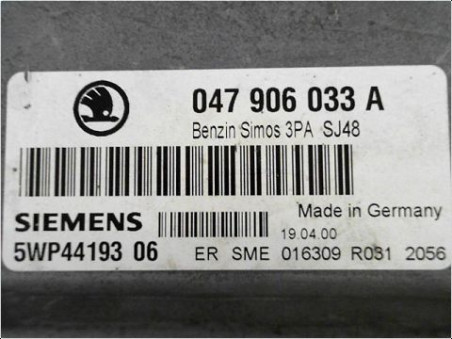 047 906 033 A
Benzin Simos 3PA SJ48
SIEMENS
Made in Germany
19.04.00
5WP44193 06
ER SME 016309 R031 2056